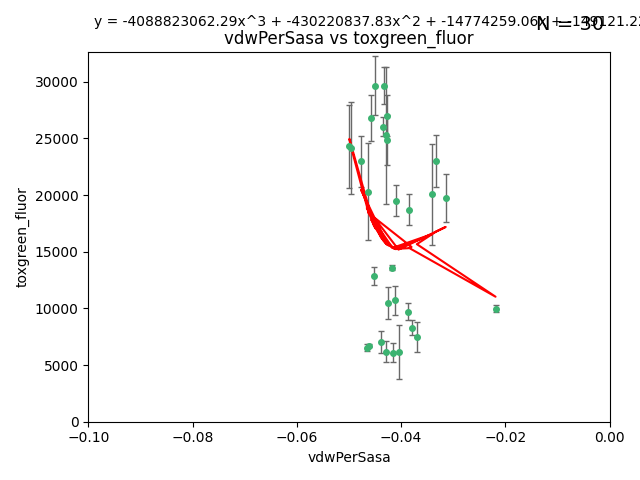 y = -4088823062.29x^3 + -430220837.83x^2 + -14774259.06x + -149121.22
N = 30
vdwPerSasa vs toxgreen_fluor
30000
25000
20000
15000
10000
5000
0
toxgreen_fluor
−0.10 −0.08 −0.06 −0.04 −0.02 0.00
vdwPerSasa